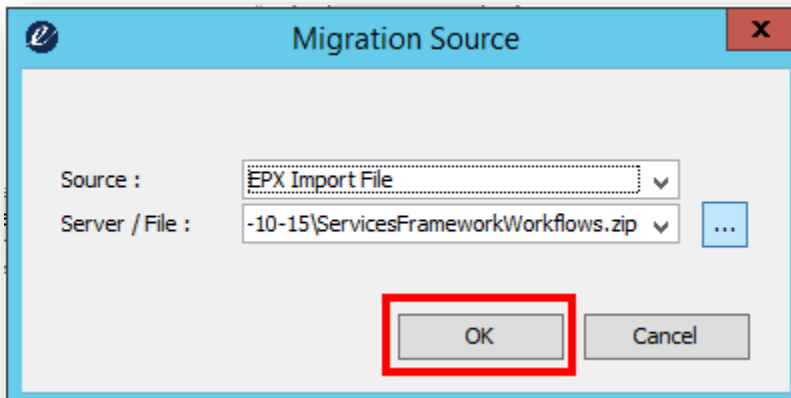 Migration Source
x
Source : EPX Import File
Server / File : -10-15\ServicesFrameworkWorkflows.zip ...
OK Cancel